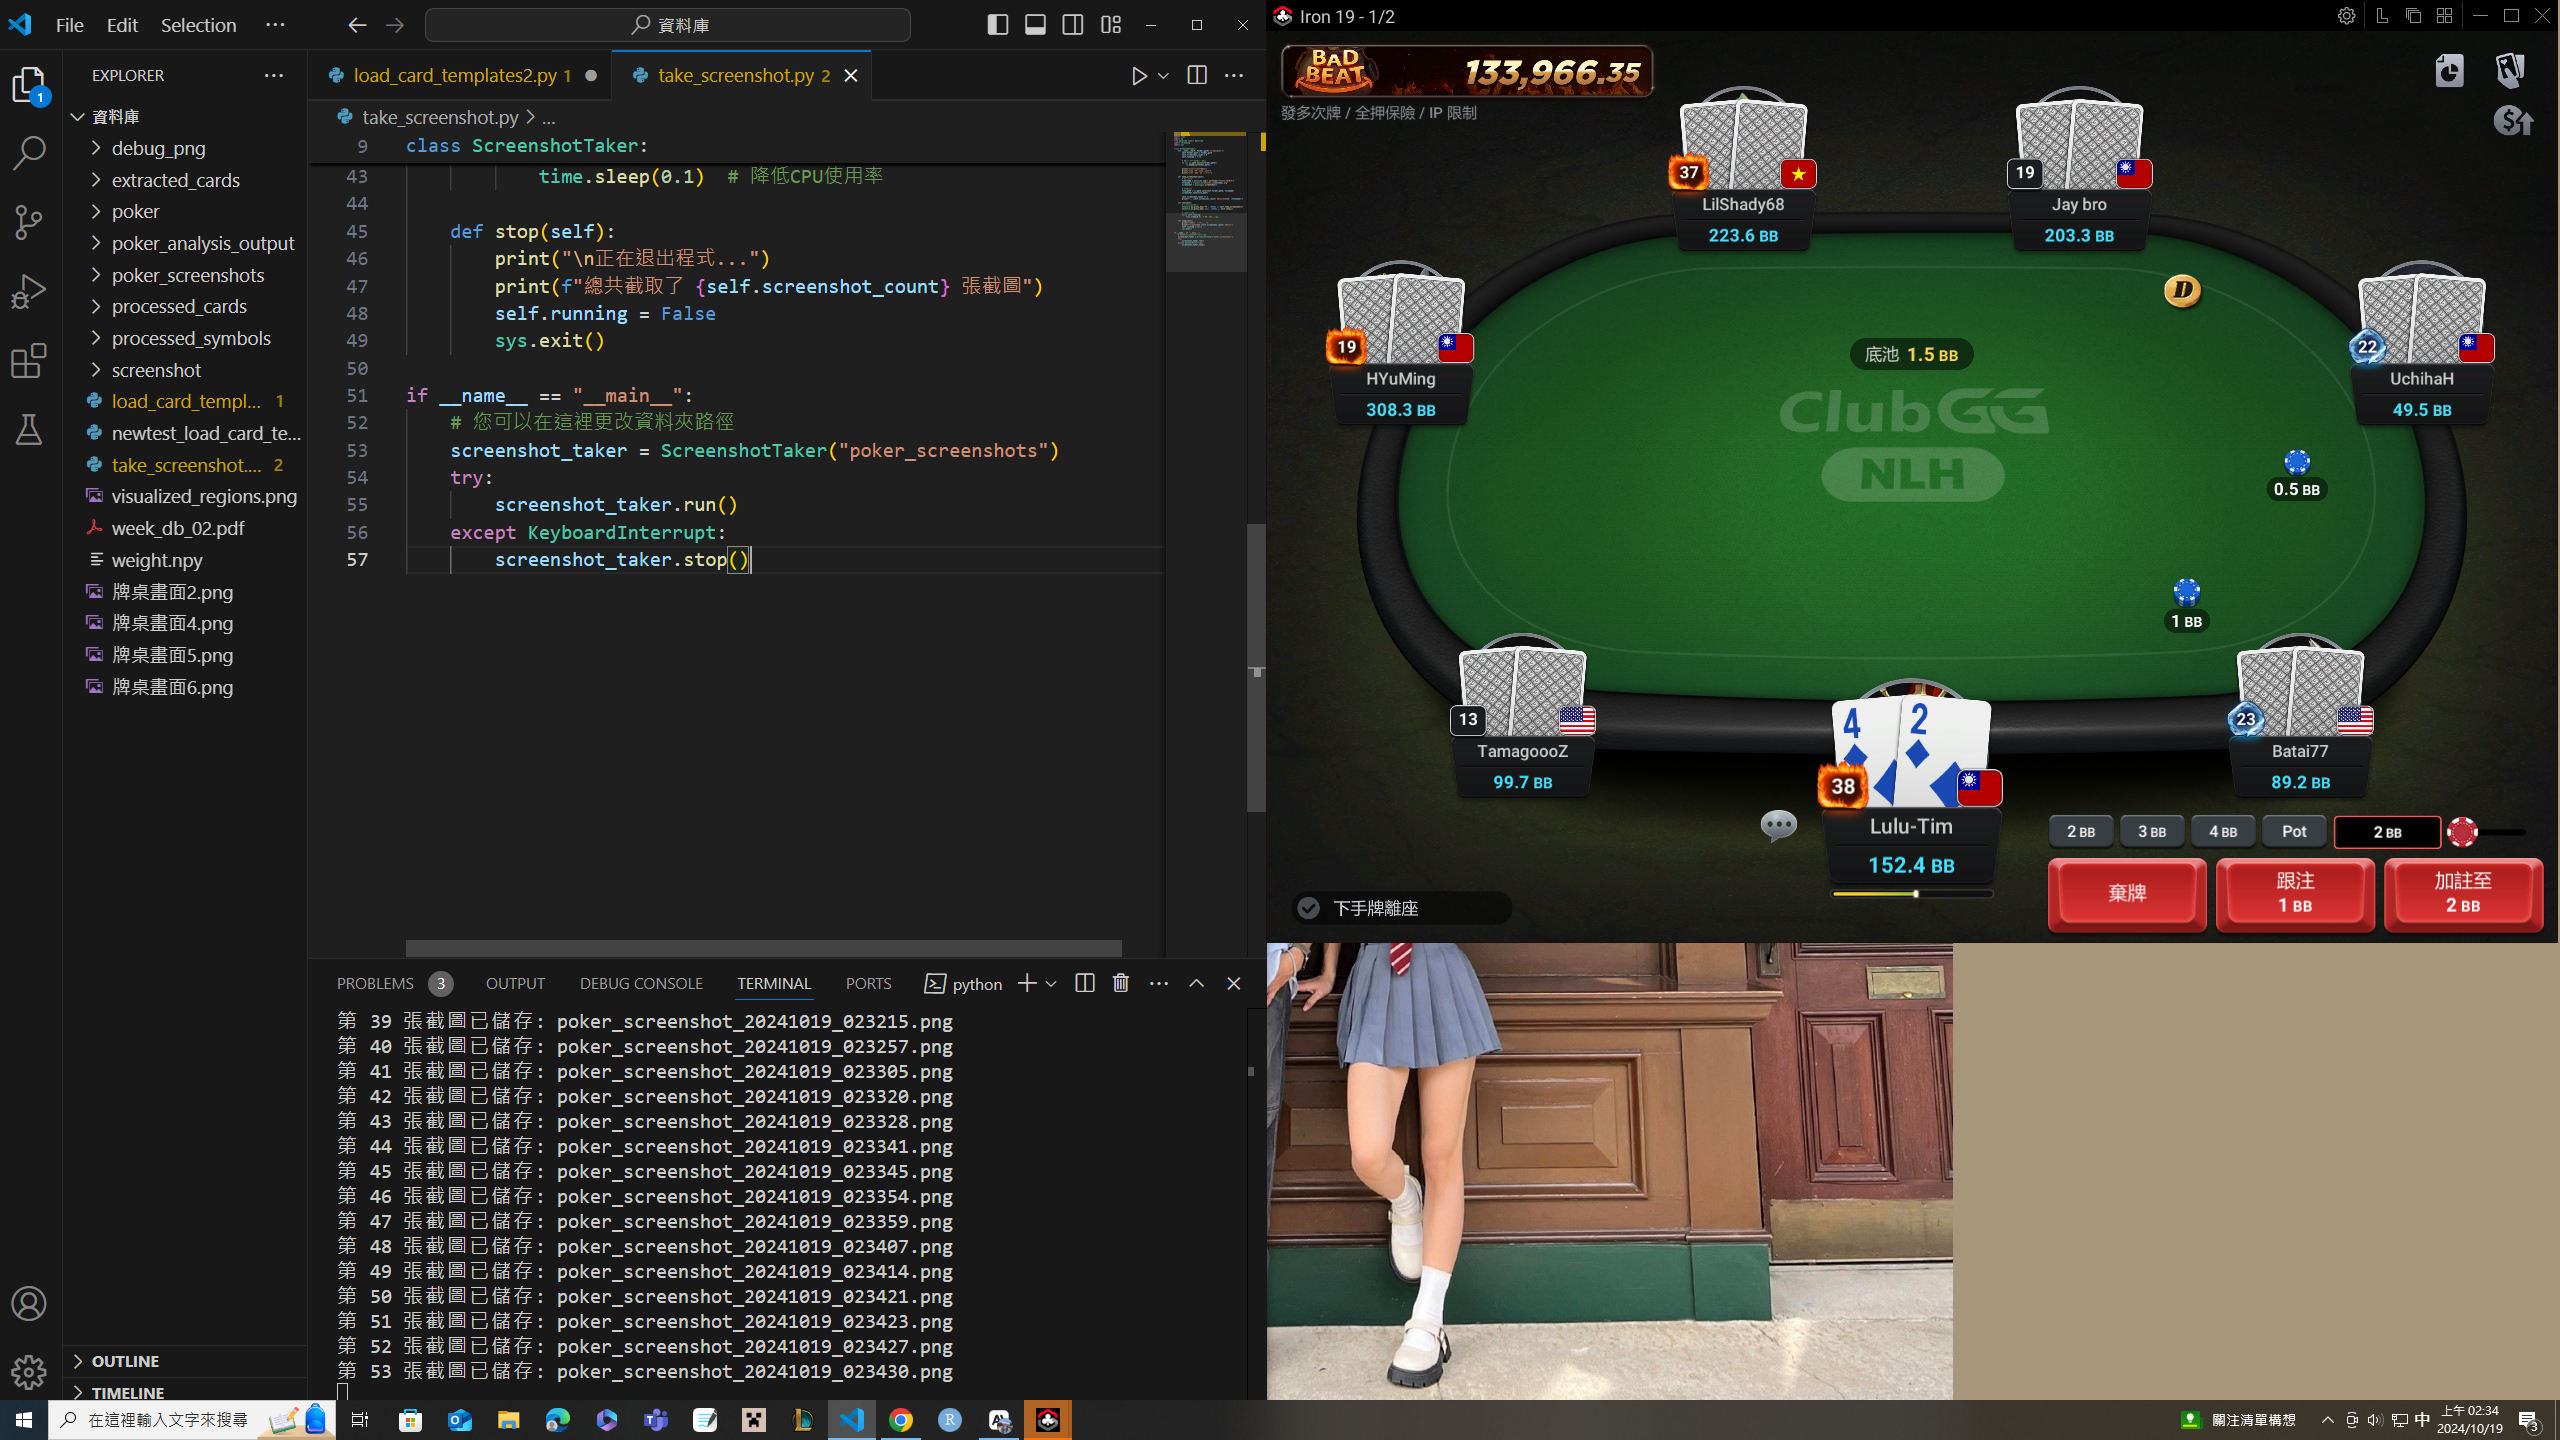 File Edit Selection ···
資料庫
EXPLORER ···
資料庫
debug_png
extracted_cards
poker
poker_analysis_output
poker_screenshots
processed_cards
processed_symbols
screenshot
load_card_templ... 1
newtest_load_card_te...
take_screenshot.... 2
visualized_regions.png
week_db_02.pdf
weight.npy
牌桌畫面2.png
牌桌畫面4.png
牌桌畫面5.png
牌桌畫面6.png
OUTLINE
TIMELINE
1
load_card_templates2.py 1
take_screenshot.py 2
take_screenshot.py > ...
9 class ScreenshotTaker:
43 time.sleep(0.1) # 降低CPU使用率
44
45 def stop(self):
46 print("\n正在退出程式...")
47 print(f"總共截取了 {self.screenshot_count} 張截圖")
48 self.running = False
49 sys.exit()
50
51 if __name__ == "__main__":
52 # 您可以在這裡更改資料夾路徑
53 screenshot_taker = ScreenshotTaker("poker_screenshots")
54 try:
55 screenshot_taker.run()
56 except KeyboardInterrupt:
57 screenshot_taker.stop()
PROBLEMS 3 OUTPUT DEBUG CONSOLE TERMINAL PORTS python
第 39 張截圖已儲存: poker_screenshot_20241019_023215.png
第 40 張截圖已儲存: poker_screenshot_20241019_023257.png
第 41 張截圖已儲存: poker_screenshot_20241019_023305.png
第 42 張截圖已儲存: poker_screenshot_20241019_023320.png
第 43 張截圖已儲存: poker_screenshot_20241019_023328.png
第 44 張截圖已儲存: poker_screenshot_20241019_023341.png
第 45 張截圖已儲存: poker_screenshot_20241019_023345.png
第 46 張截圖已儲存: poker_screenshot_20241019_023354.png
第 47 張截圖已儲存: poker_screenshot_20241019_023359.png
第 48 張截圖已儲存: poker_screenshot_20241019_023407.png
第 49 張截圖已儲存: poker_screenshot_20241019_023414.png
第 50 張截圖已儲存: poker_screenshot_20241019_023421.png
第 51 張截圖已儲存: poker_screenshot_20241019_023423.png
第 52 張截圖已儲存: poker_screenshot_20241019_023427.png
第 53 張截圖已儲存: poker_screenshot_20241019_023430.png
Iron 19 - 1/2
BAD BEAT 133,966.35
發多次牌 / 全押保險 / IP 限制
37
LilShady68
223.6 BB
19
Jay bro
203.3 BB
19
HYuMing
308.3 BB
22
UchihaH
49.5 BB
D
底池 1.5 BB
ClubGG
NLH
0.5 BB
1 BB
13
TamagoooZ
99.7 BB
4 2
38
Lulu-Tim
152.4 BB
23
Batai77
89.2 BB
2 BB 3 BB 4 BB Pot 2 BB
棄牌
跟注
1 BB
加註至
2 BB
下手牌離座
在這裡輸入文字來搜尋
關注清單構想
中
上午 02:34
2024/10/19
3